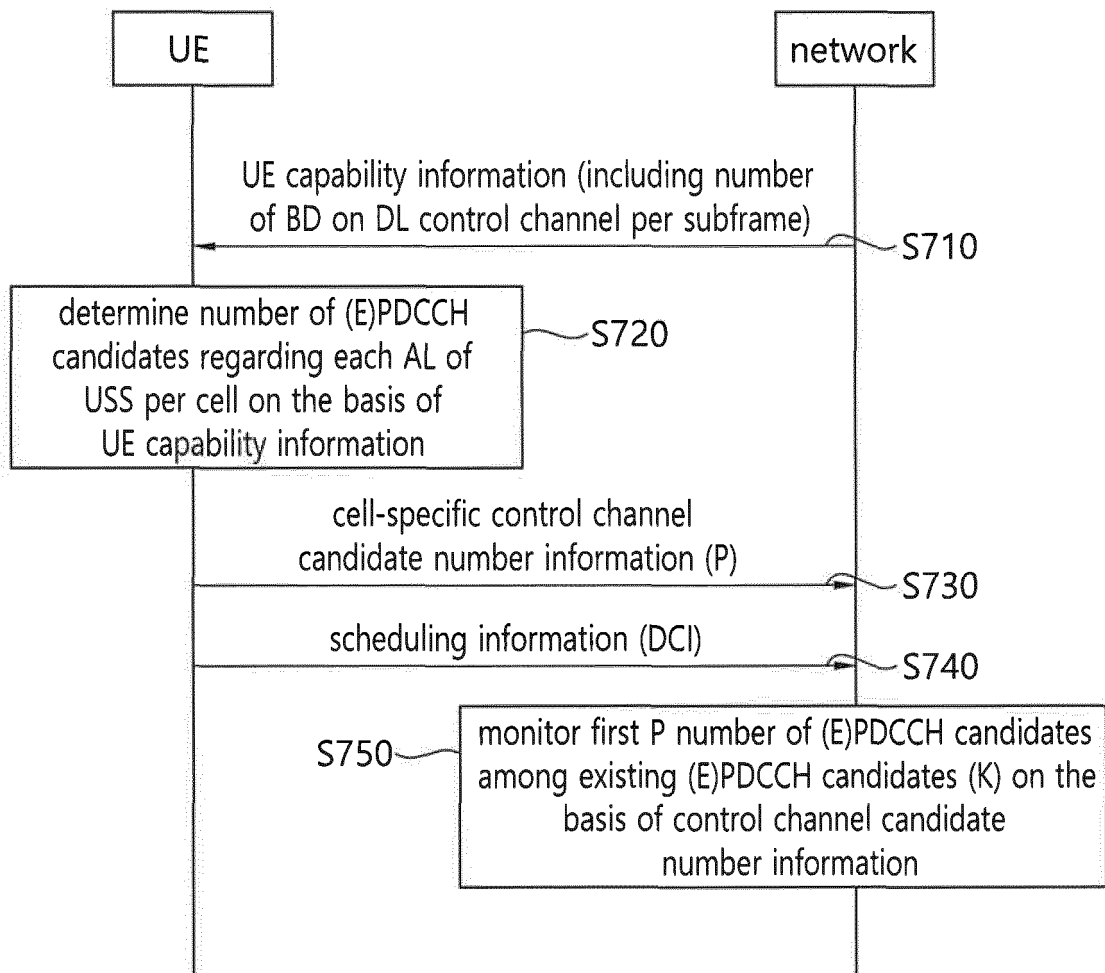 UE
network
UE capability information (including number
of BD on DL control channel per subframe)
S710
determine number of (E)PDCCH
candidates regarding each AL of
USS per cell on the basis of
UE capability information
S720
cell-specific control channel
candidate number information (P)
S730
scheduling information (DCI)
S740
S750
monitor first P number of (E)PDCCH candidates
among existing (E)PDCCH candidates (K) on the
basis of control channel candidate
number information